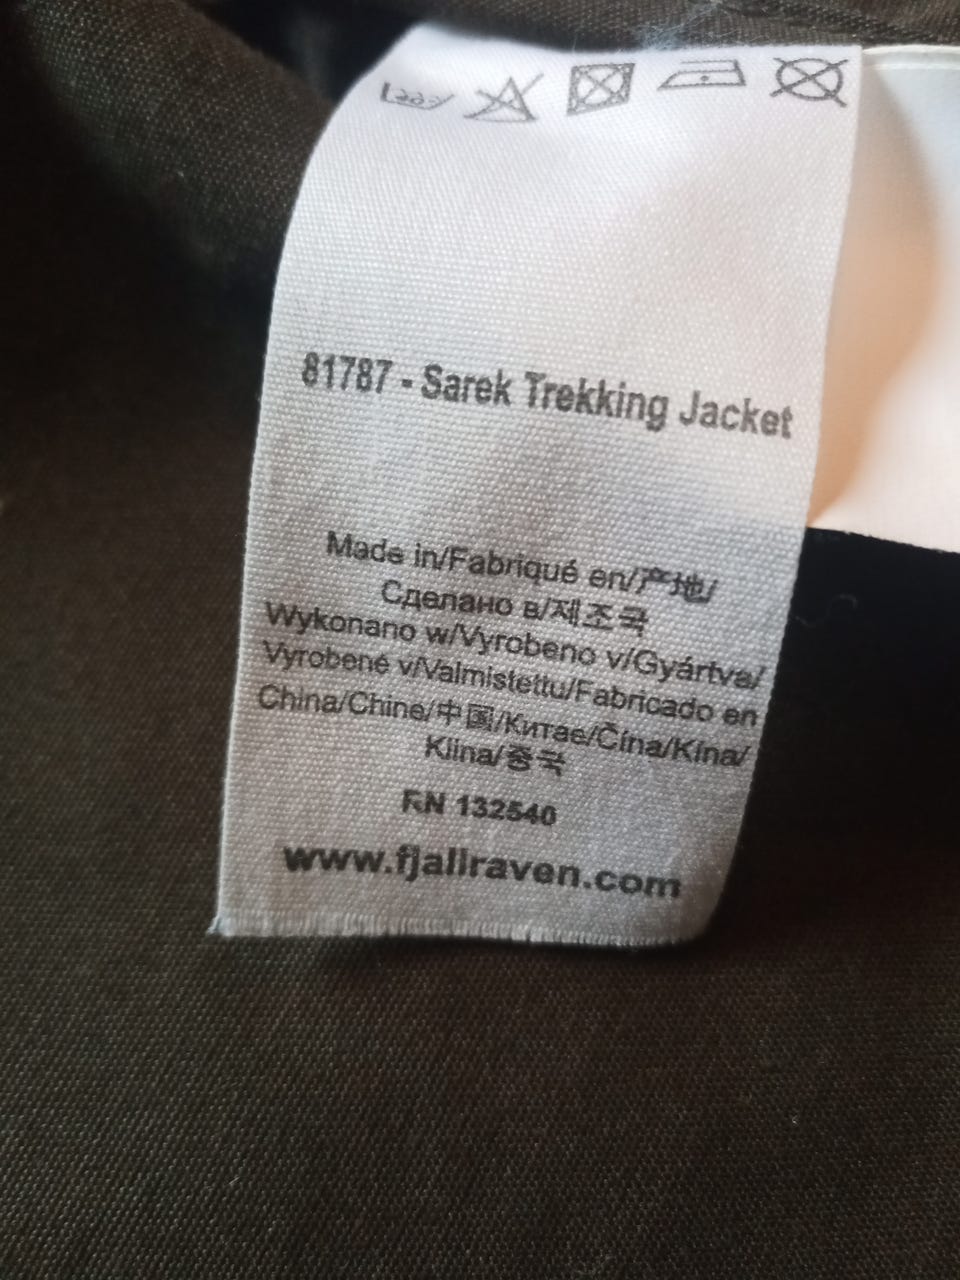 81787 - Sarek Trekking Jacket
Made in/Fabriqué en/产地/
Сделано в/제조국
Wykonano w/Vyrobeno v/Gyártva/
Vyrobené v/Valmistettu/Fabricado en
China/Chine/中国/Китае/Čína/Kína/
Kiina/중국
RN 132540
www.fjallraven.com